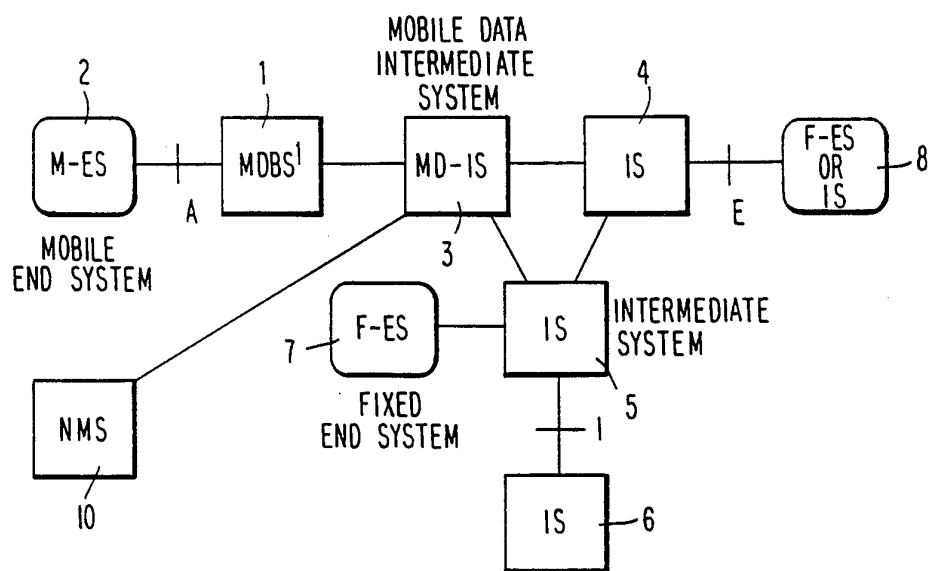 MOBILE DATA
INTERMEDIATE
SYSTEM
2
1
4
M-ES
MDBS1
MD-IS
IS
F-ES
OR
IS
8
A
E
3
MOBILE
END SYSTEM
F-ES
7
IS
INTERMEDIATE
SYSTEM
5
FIXED
END SYSTEM
NMS
10
I
IS
6